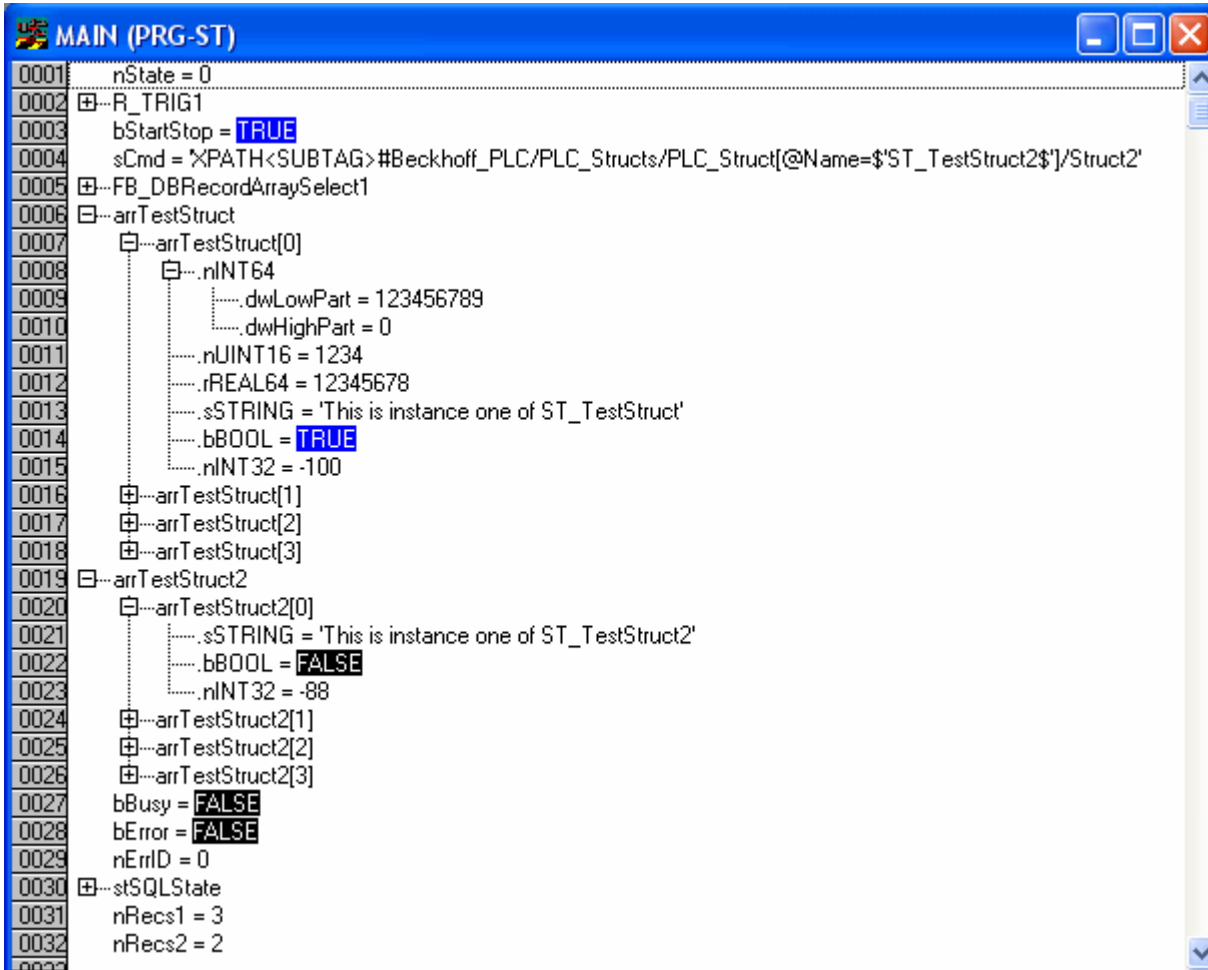 MAIN (PRG-ST)
0001 nState = 0
0002 R_TRIG1
0003 bStartStop = TRUE
0004 sCmd = 'XPATH<SUBTAG>#Beckhoff_PLC/PLC_Structs/PLC_Struct[@Name=$'ST_TestStruct2$']/Struct2'
0005 FB_DBRecordArraySelect1
0006 arrTestStruct
0007 arrTestStruct[0]
0008 .nINT64
0009 .dwLowPart = 123456789
0010 .dwHighPart = 0
0011 .nUINT16 = 1234
0012 .rREAL64 = 12345678
0013 .sSTRING = 'This is instance one of ST_TestStruct'
0014 .bBOOL = TRUE
0015 .nINT32 = -100
0016 arrTestStruct[1]
0017 arrTestStruct[2]
0018 arrTestStruct[3]
0019 arrTestStruct2
0020 arrTestStruct2[0]
0021 .sSTRING = 'This is instance one of ST_TestStruct2'
0022 .bBOOL = FALSE
0023 .nINT32 = -88
0024 arrTestStruct2[1]
0025 arrTestStruct2[2]
0026 arrTestStruct2[3]
0027 bBusy = FALSE
0028 bError = FALSE
0029 nErrID = 0
0030 stSQLState
0031 nRecs1 = 3
0032 nRecs2 = 2